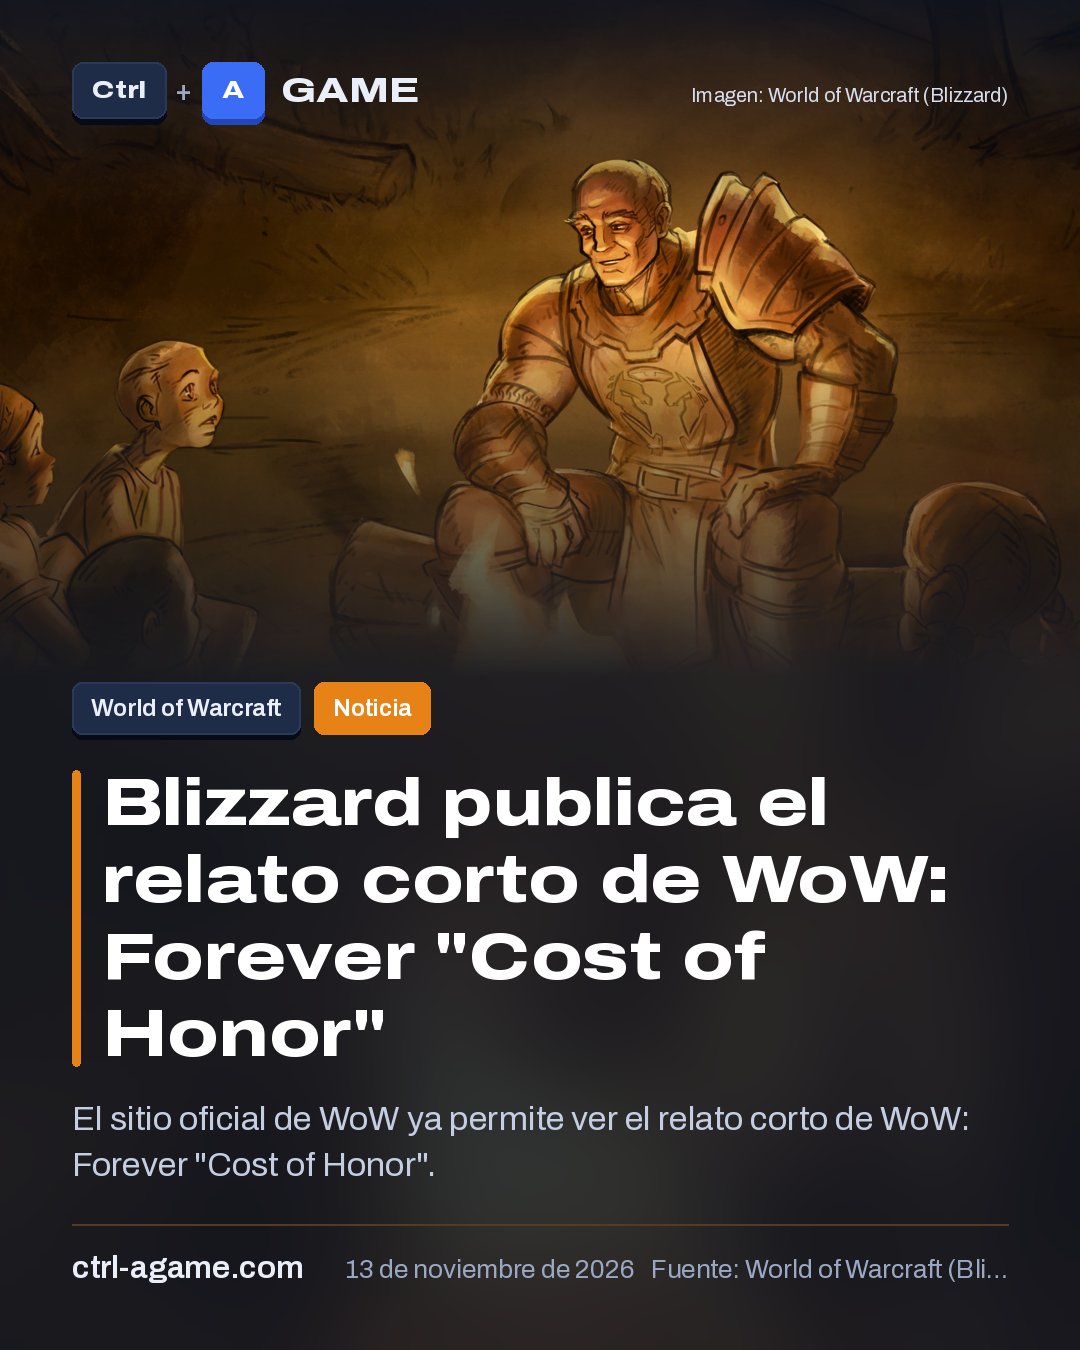 Ctrl + A GAME
Imagen: World of Warcraft (Blizzard)
World of Warcraft Noticia
Blizzard publica el
relato corto de WoW:
Forever "Cost of
Honor"
El sitio oficial de WoW ya permite ver el relato corto de WoW:
Forever "Cost of Honor".
ctrl-agame.com 13 de noviembre de 2026 Fuente: World of Warcraft (Bli...